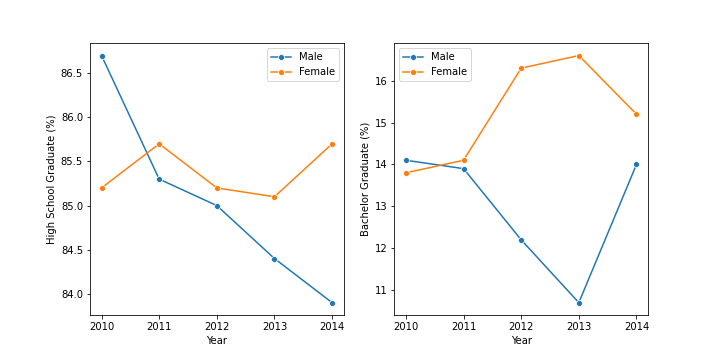 Male
Female
86.5
86.0
85.5
85.0
84.5
84.0
High School Graduate (%)
2010 2011 2012 2013 2014
Year
Male
Female
16
15
14
13
12
11
Bachelor Graduate (%)
2010 2011 2012 2013 2014
Year